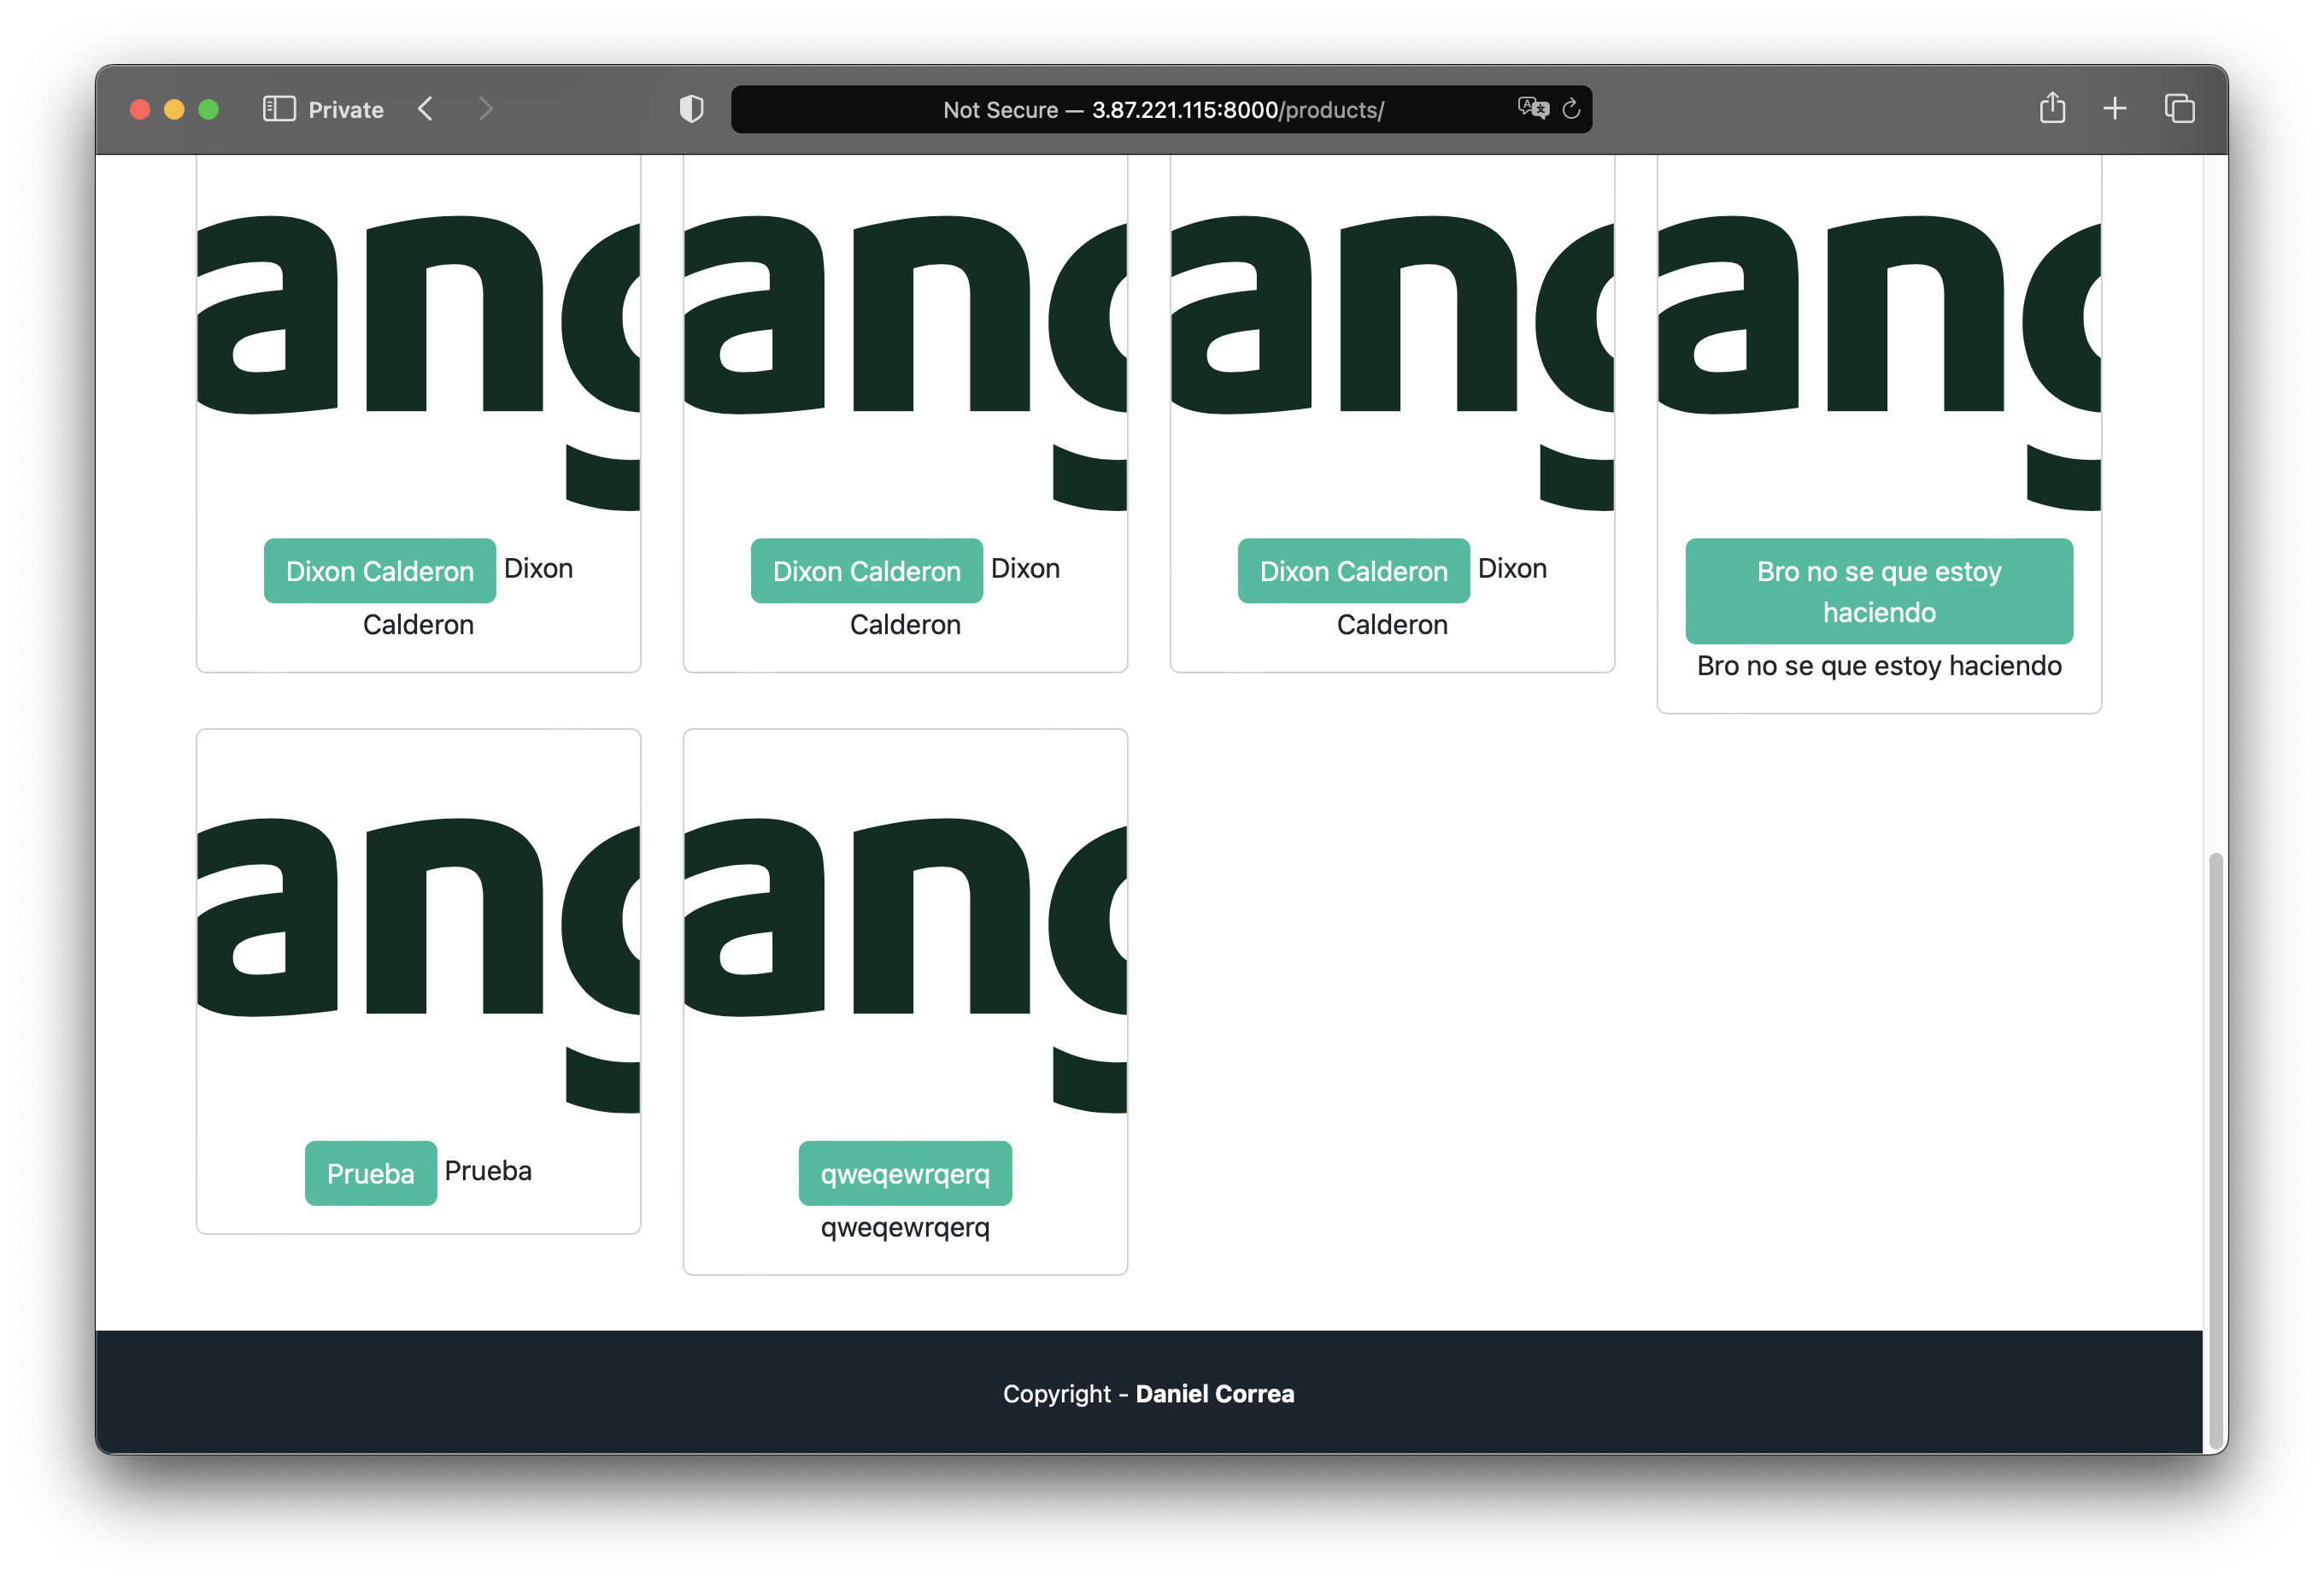 Private
Not Secure — 3.87.221.115:8000/products/
ang ang ang ang
Dixon Calderon Dixon
Calderon
Dixon Calderon Dixon
Calderon
Dixon Calderon Dixon
Calderon
Bro no se que estoy
haciendo
Bro no se que estoy haciendo
ang ang
Prueba Prueba
qweqewrqerq
qweqewrqerq
Copyright - Daniel Correa